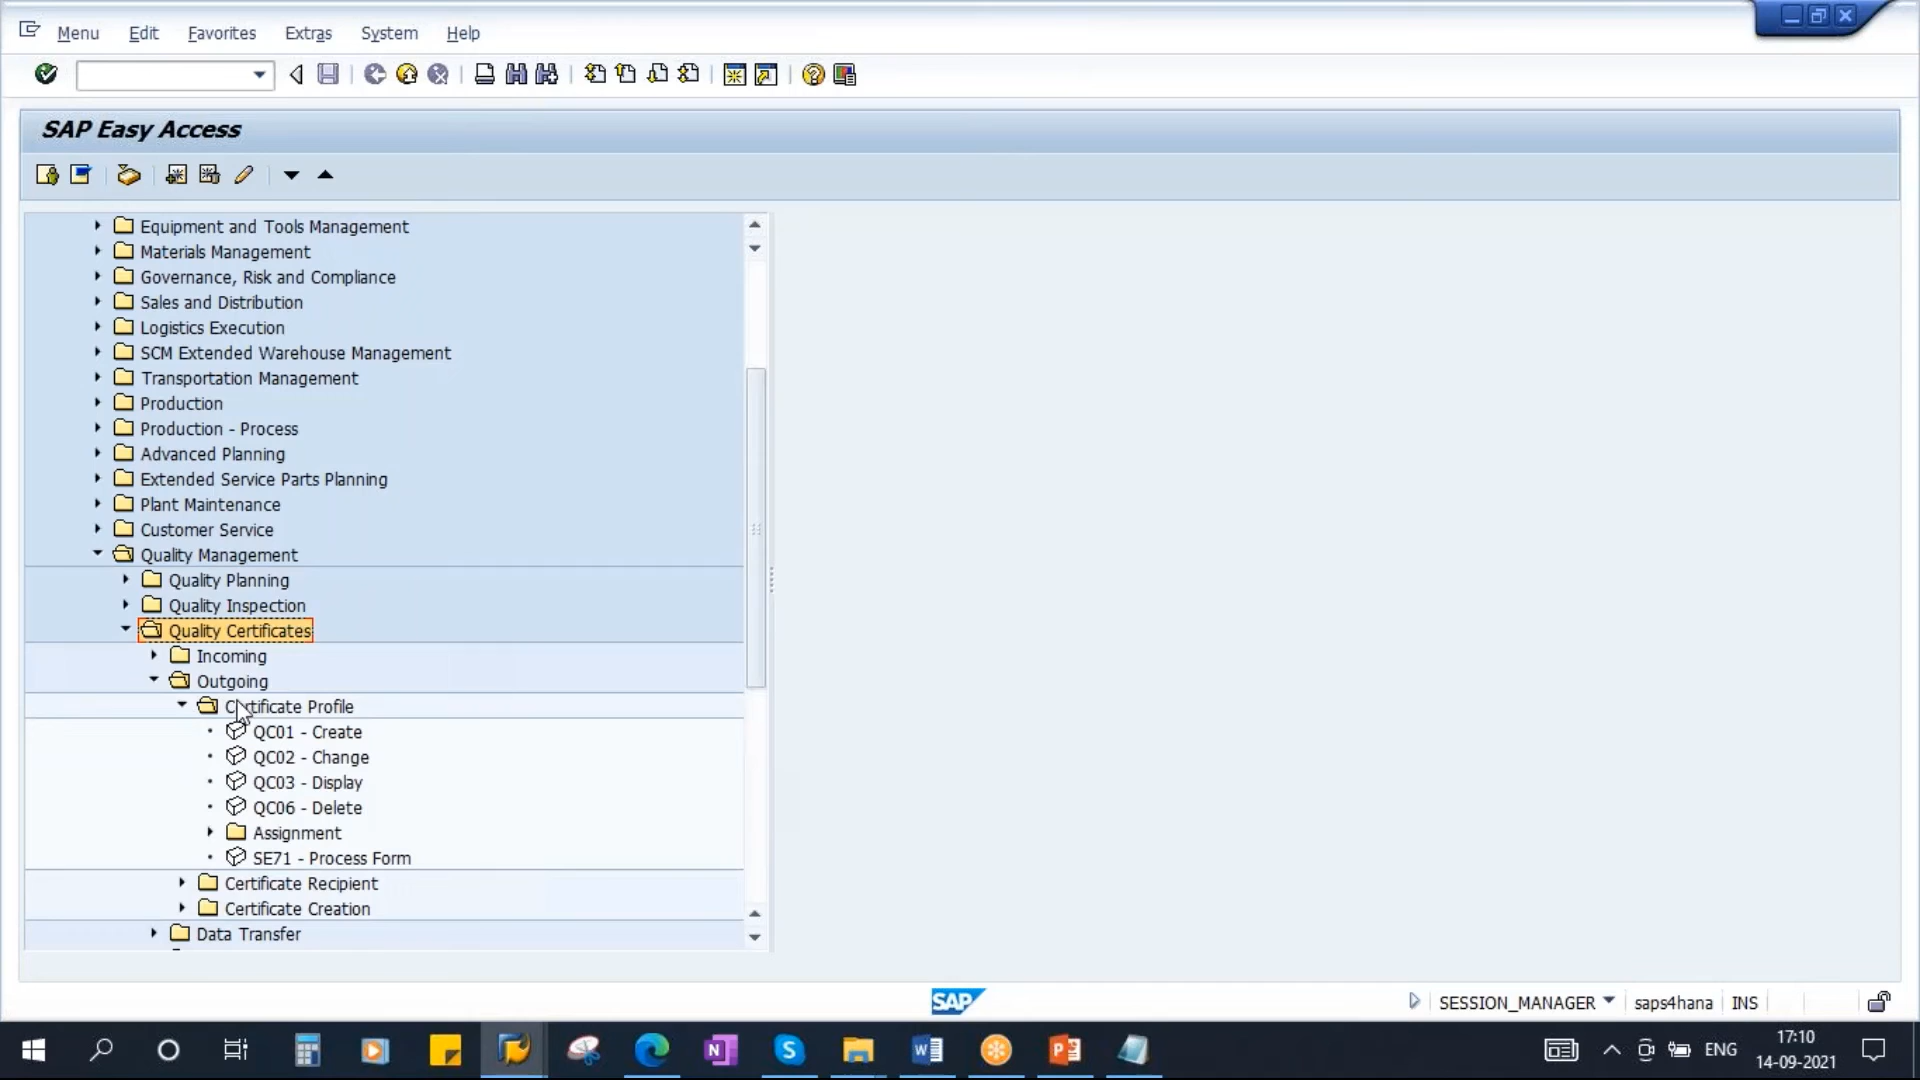 Menu Edit Favorites Extras System Help
SAP Easy Access
Equipment and Tools Management
Materials Management
Governance, Risk and Compliance
Sales and Distribution
Logistics Execution
SCM Extended Warehouse Management
Transportation Management
Production
Production - Process
Advanced Planning
Extended Service Parts Planning
Plant Maintenance
Customer Service
Quality Management
Quality Planning
Quality Inspection
Quality Certificates
Incoming
Outgoing
Certificate Profile
QC01 - Create
QC02 - Change
QC03 - Display
QC06 - Delete
Assignment
SE71 - Process Form
Certificate Recipient
Certificate Creation
Data Transfer
SAP
SESSION_MANAGER saps4hana INS
ENG
17:10
14-09-2021